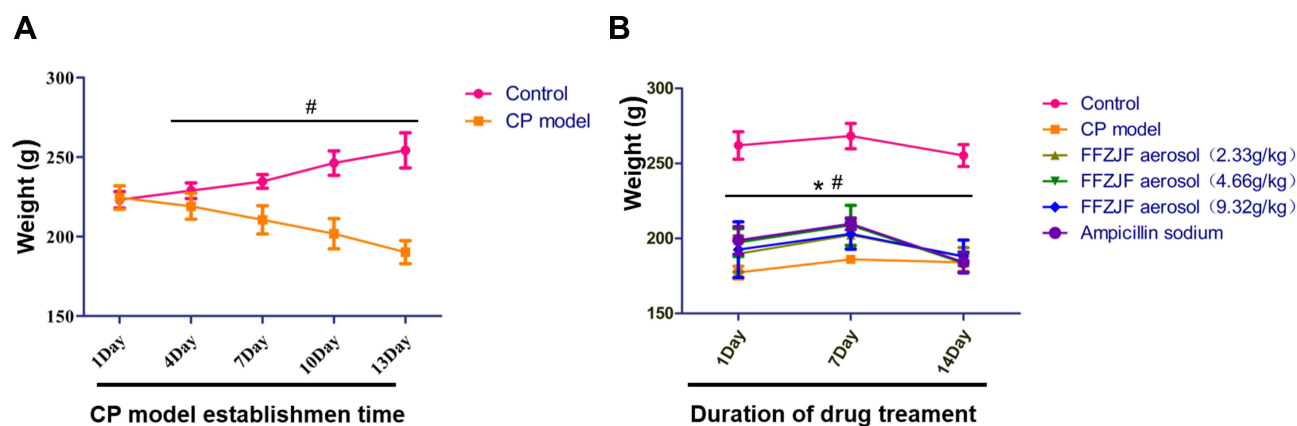 A
Weight (g)
300
250
200
150
#
Control
CP model
1Day
4Day
7Day
10Day
13Day
CP model establishmen time
B
Weight (g)
300
250
200
150
* #
Control
CP model
FFZJF aerosol（2.33g/kg）
FFZJF aerosol（4.66g/kg）
FFZJF aerosol（9.32g/kg）
Ampicillin sodium
1Day
7Day
14Day
Duration of drug treament